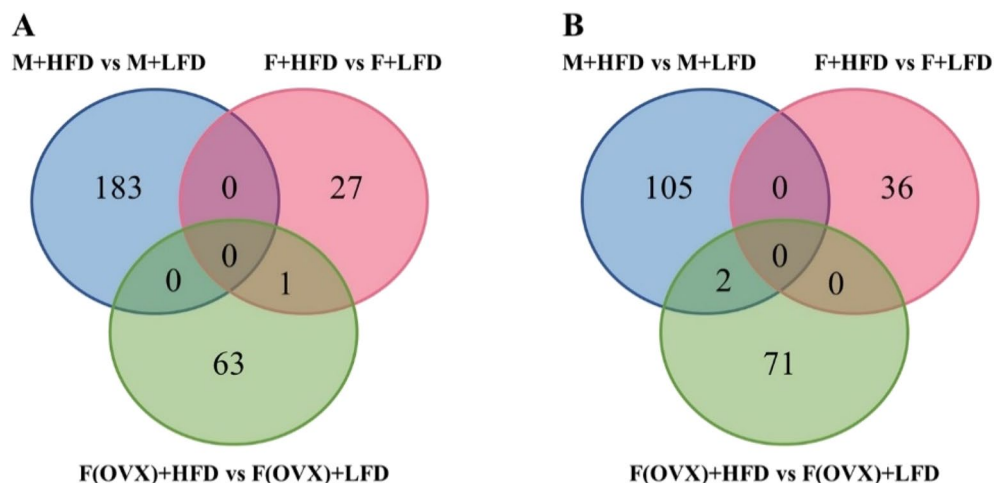 A
M+HFD vs M+LFD
F+HFD vs F+LFD
183
0
27
0
0
1
63
F(OVX)+HFD vs F(OVX)+LFD
B
M+HFD vs M+LFD
F+HFD vs F+LFD
105
0
36
0
2
0
71
F(OVX)+HFD vs F(OVX)+LFD